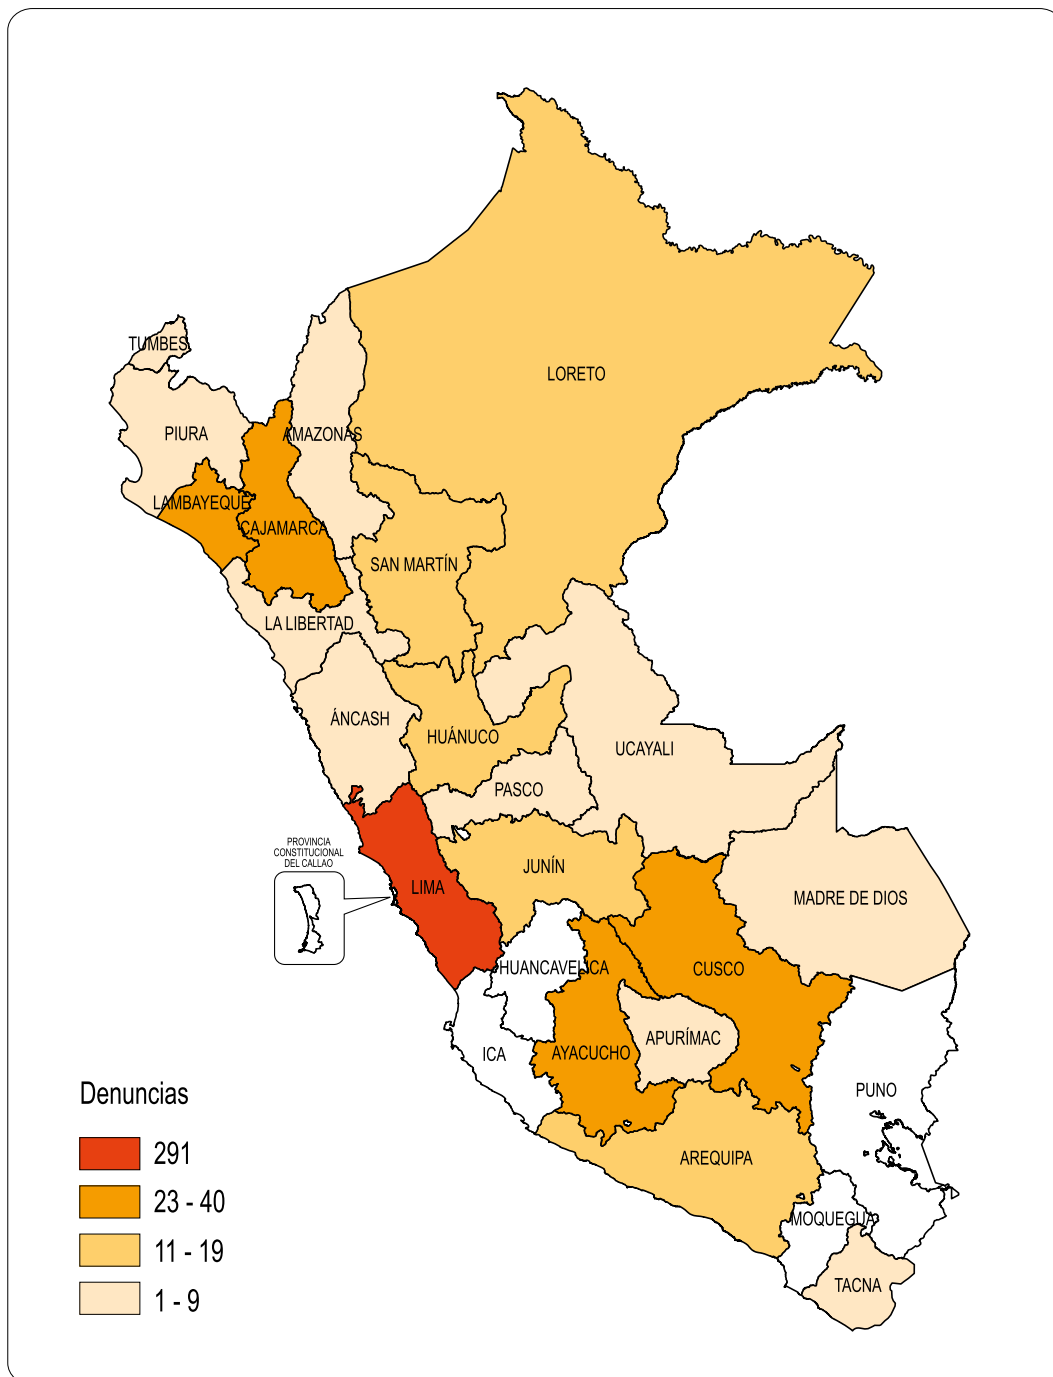 TUMBES
LORETO
PIURA
AMAZONAS
LAMBAYEQUE
CAJAMARCA
SAN MARTÍN
LA LIBERTAD
ÁNCASH
HUÁNUCO
UCAYALI
PASCO
PROVINCIA
CONSTITUCIONAL
DEL CALLAO
JUNÍN
LIMA
MADRE DE DIOS
HUANCAVELICA
CUSCO
APURÍMAC
ICA
AYACUCHO
PUNO
AREQUIPA
MOQUEGUA
TACNA
Denuncias
291
23 - 40
11 - 19
1 - 9